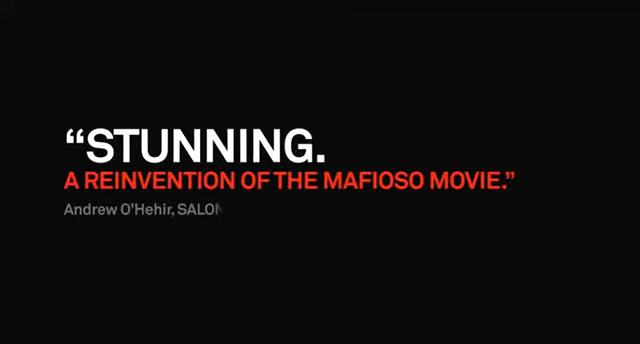 “STUNNING.
A REINVENTION OF THE MAFIOSO MOVIE.”
Andrew O’Hehir, SALON